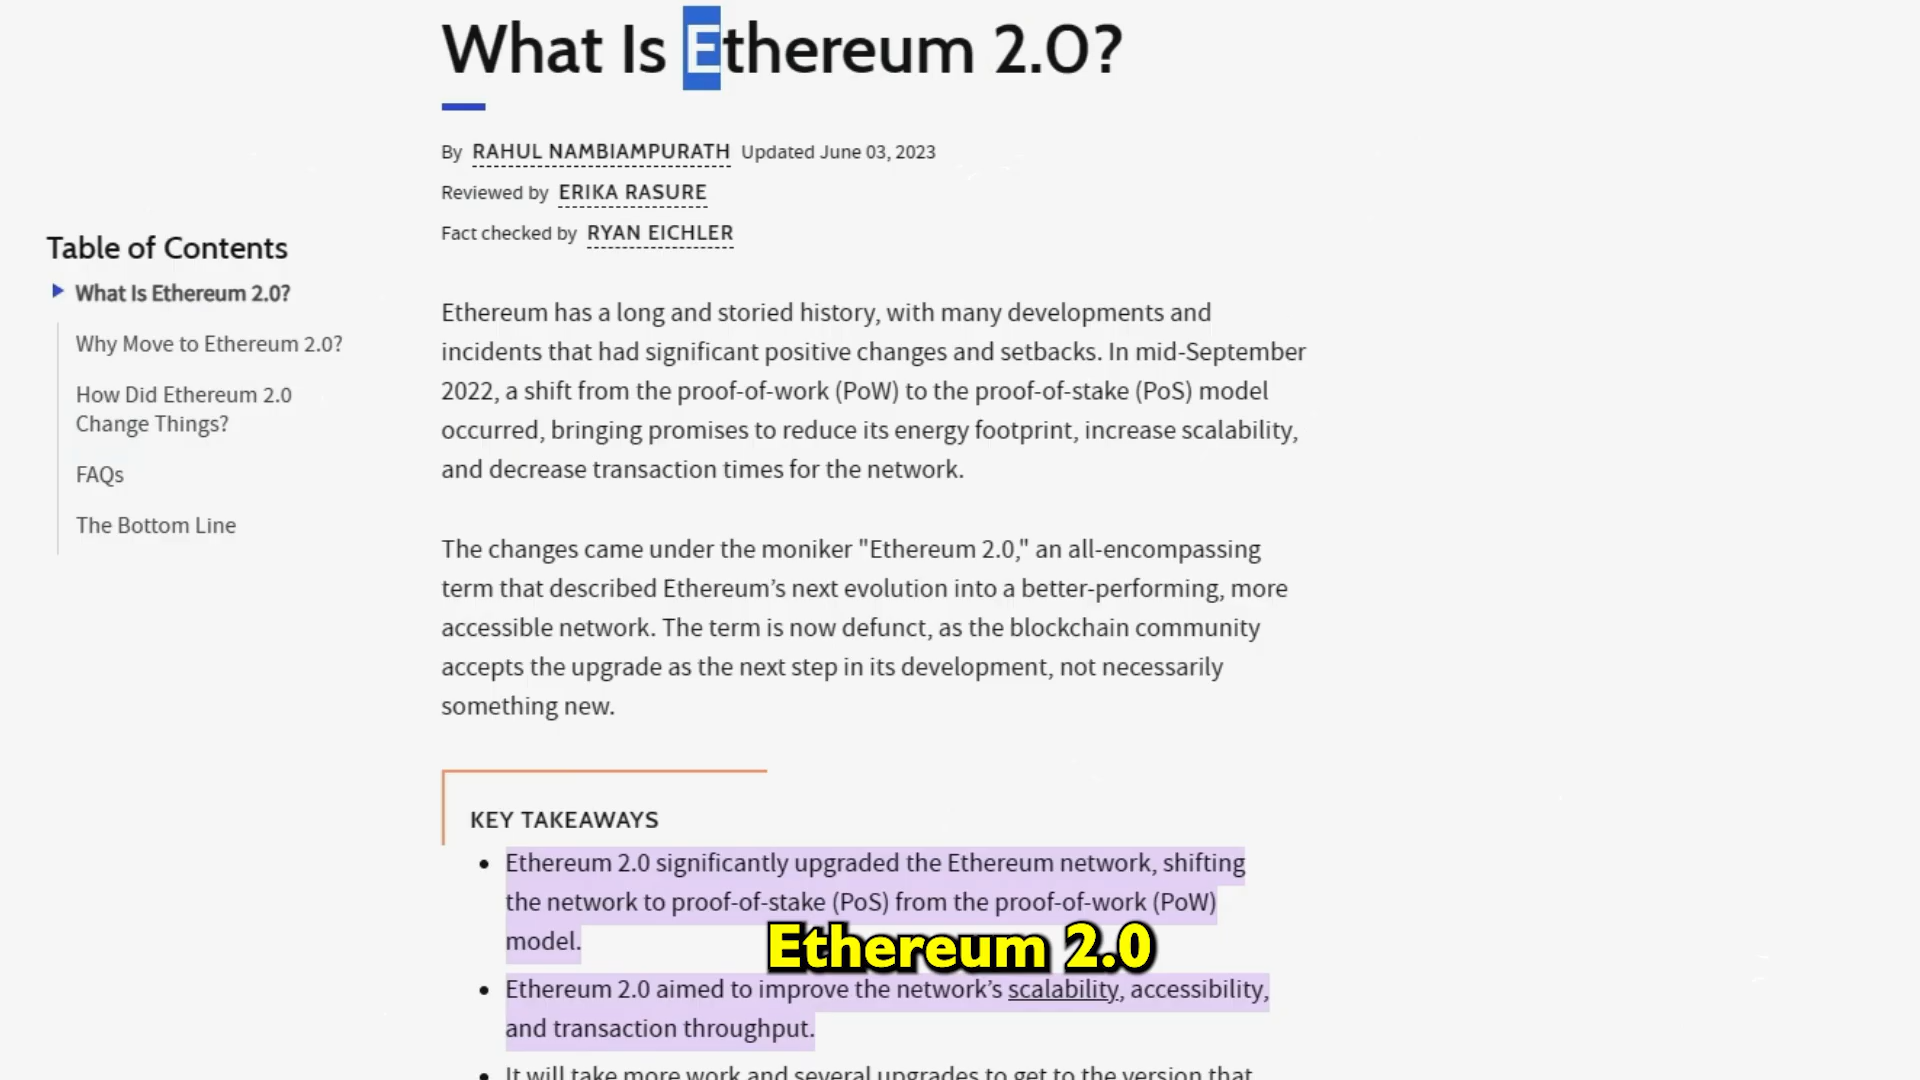 What Is Ethereum 2.0?
By RAHUL NAMBIAMPURATH Updated June 03, 2023
Reviewed by ERIKA RASURE
Fact checked by RYAN EICHLER
Table of Contents
What Is Ethereum 2.0?
Why Move to Ethereum 2.0?
How Did Ethereum 2.0
Change Things?
FAQs
The Bottom Line
Ethereum has a long and storied history, with many developments and
incidents that had significant positive changes and setbacks. In mid-September
2022, a shift from the proof-of-work (PoW) to the proof-of-stake (PoS) model
occurred, bringing promises to reduce its energy footprint, increase scalability,
and decrease transaction times for the network.
The changes came under the moniker "Ethereum 2.0," an all-encompassing
term that described Ethereum’s next evolution into a better-performing, more
accessible network. The term is now defunct, as the blockchain community
accepts the upgrade as the next step in its development, not necessarily
something new.
KEY TAKEAWAYS
Ethereum 2.0 significantly upgraded the Ethereum network, shifting
the network to proof-of-stake (PoS) from the proof-of-work (PoW)
model.
Ethereum 2.0
Ethereum 2.0 aimed to improve the network’s scalability, accessibility,
and transaction throughput.
It will take more work and several upgrades to get to the version that